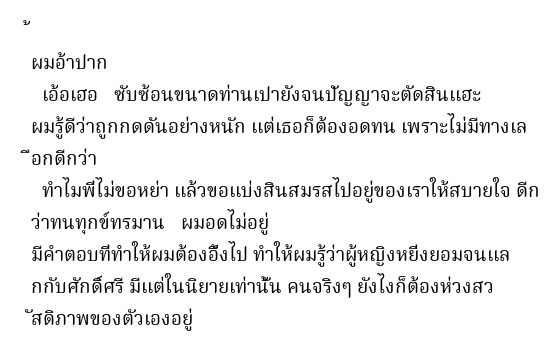 ้
ผมอ้าปาก
เอ้อเฮอ ซับซ้อนขนาดท่านเปายังจนปัญญาจะตัดสินแฮะ
ผมรู้ดีว่าถูกกดดันอย่างหนัก แต่เธอก็ต้องอดทน เพราะไม่มีทางเล
ือกดีกว่า
ทำไมพี่ไม่ขอหย่า แล้วขอแบ่งสินสมรสไปอยู่ของเราให้สบายใจ ดีก
ว่าทนทุกข์ทรมาน ผมอดไม่อยู่
มีคำตอบที่ทำให้ผมต้องอึ้งไป ทำให้ผมรู้ว่าผู้หญิงหยิ่งยอมจนแล
กกับศักดิ์ศรี มีแต่ในนิยายเท่านั้น คนจริงๆ ยังไงก็ต้องห่วงสว
ัสดิภาพของตัวเองอยู่